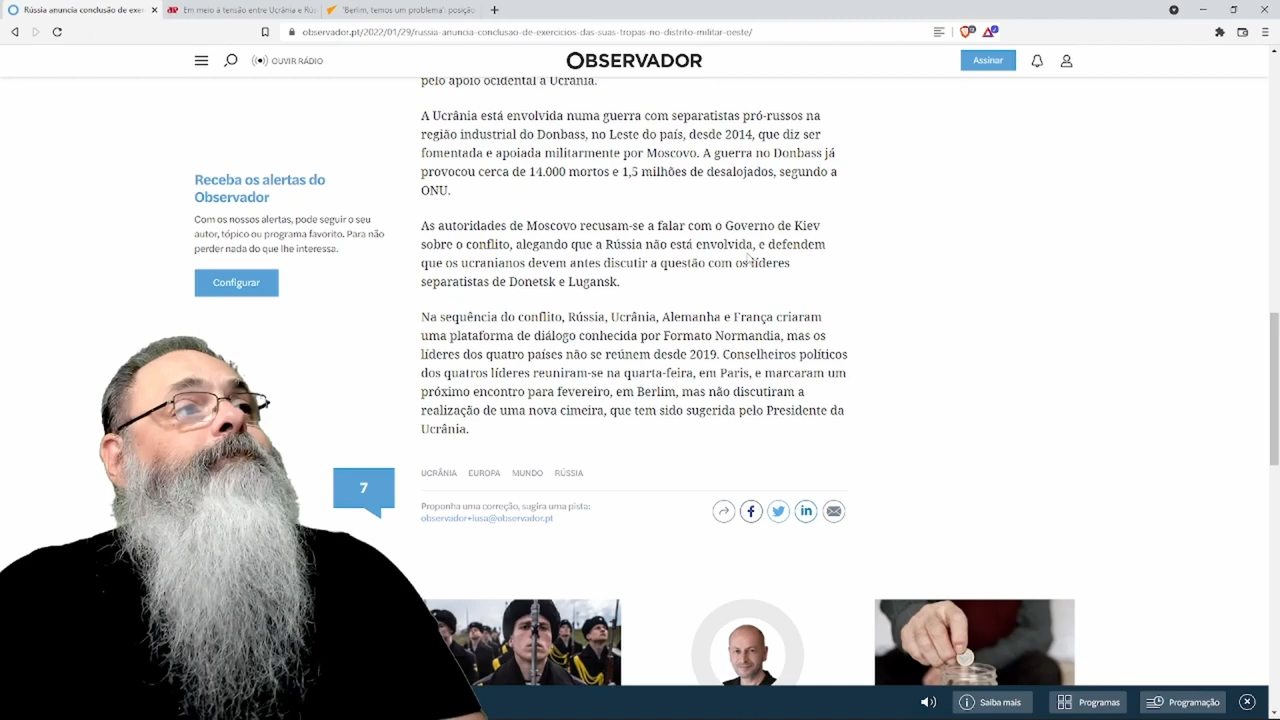 Rússia anuncia conclusão de exer
Em meio à tensão entre Ucrânia e Rú
'Berlim, temos um problema': posição
observador.pt/2022/01/29/russia-anuncia-conclusao-de-exercicios-das-suas-tropas-no-distrito-militar-oeste/
OUVIR RÁDIO
OBSERVADOR
Assinar
pelo apoio ocidental à Ucrânia.
A Ucrânia está envolvida numa guerra com separatistas pró-russos na
região industrial do Donbass, no Leste do país, desde 2014, que diz ser
fomentada e apoiada militarmente por Moscovo. A guerra no Donbass já
provocou cerca de 14.000 mortos e 1,5 milhões de desalojados, segundo a
ONU.
As autoridades de Moscovo recusam-se a falar com o Governo de Kiev
sobre o conflito, alegando que a Rússia não está envolvida, e defendem
que os ucranianos devem antes discutir a questão com os líderes
separatistas de Donetsk e Lugansk.
Na sequência do conflito, Rússia, Ucrânia, Alemanha e França criaram
uma plataforma de diálogo conhecida por Formato Normandia, mas os
líderes dos quatro países não se reúnem desde 2019. Conselheiros políticos
dos quatros líderes reuniram-se na quarta-feira, em Paris, e marcaram um
próximo encontro para fevereiro, em Berlim, mas não discutiram a
realização de uma nova cimeira, que tem sido sugerida pelo Presidente da
Ucrânia.
Receba os alertas do
Observador
Com os nossos alertas, pode seguir o seu
autor, tópico ou programa favorito. Para não
perder nada do que lhe interessa.
Configurar
7
UCRÂNIA EUROPA MUNDO RÚSSIA
Proponha uma correção, sugira uma pista:
observador+lusa@observador.pt
Saiba mais
Programas
Programação